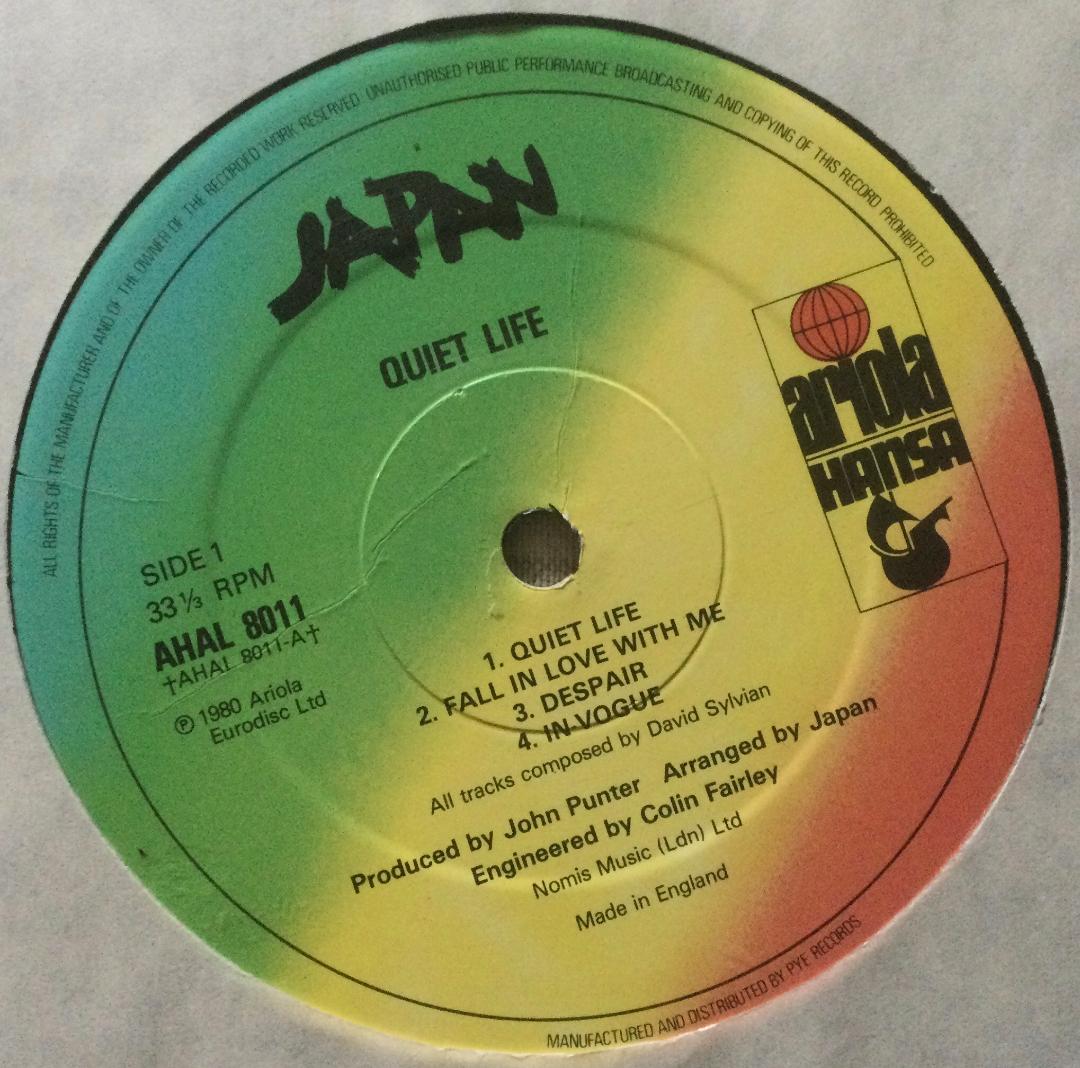 ALL RIGHTS OF THE MANUFACTURER AND OF THE OWNER OF THE RECORDED WORK RESERVED UNAUTHORISED PUBLIC PERFORMANCE BROADCASTING AND COPYING OF THIS RECORD PROHIBITED
JAPAN
QUIET LIFE
ariola
HANSA
SIDE 1
33⅓ RPM
AHAL 8011
†AHAL 8011-A†
℗ 1980 Ariola
Eurodisc Ltd
1. QUIET LIFE
2. FALL IN LOVE WITH ME
3. DESPAIR
4. IN-VOGUE
All tracks composed by David Sylvian
Produced by John Punter Arranged by Japan
Engineered by Colin Fairley
Nomis Music (Ldn) Ltd
Made in England
MANUFACTURED AND DISTRIBUTED BY PYE RECORDS